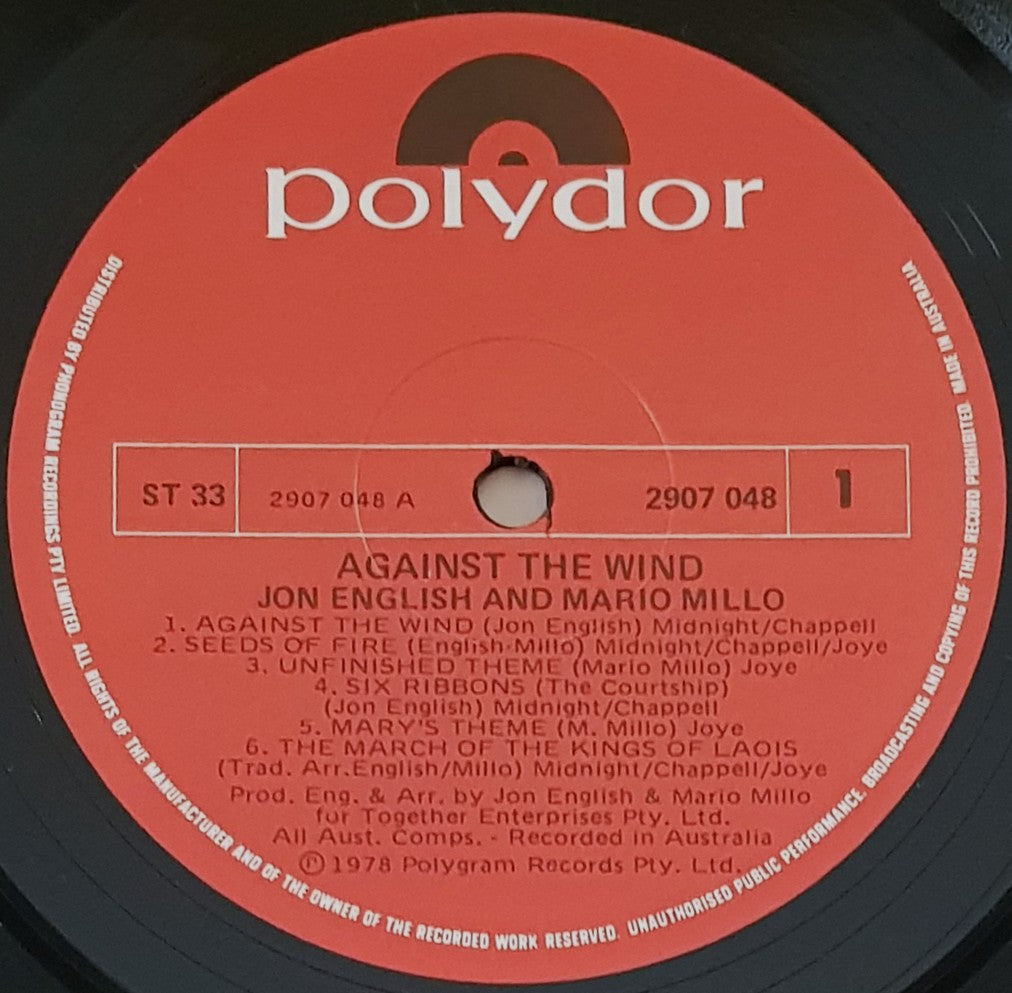 polydor
ST 33
2907 048 A
2907 048
1
AGAINST THE WIND
JON ENGLISH AND MARIO MILLO
1. AGAINST THE WIND (Jon English) Midnight/Chappell
2. SEEDS OF FIRE (English-Millo) Midnight/Chappell/Joye
3. UNFINISHED THEME (Mario Millo) Joye
4. SIX RIBBONS (The Courtship)
(Jon English) Midnight/Chappell
5. MARY'S THEME (M. Millo) Joye
6. THE MARCH OF THE KINGS OF LAOIS
(Trad. Arr.English/Millo) Midnight/Chappell/Joye
Prod. Eng. & Arr. by Jon English & Mario Millo
for Together Enterprises Pty. Ltd.
All Aust. Comps. - Recorded in Australia
Ⓟ 1978 Polygram Records Pty. Ltd.
DISTRIBUTED BY PHONOGRAM RECORDINGS PTY LIMITED. ALL RIGHTS OF THE MANUFACTURER AND OF THE OWNER OF THE RECORDED WORK RESERVED. UNAUTHORISED PUBLIC PERFORMANCE, BROADCASTING AND COPYING OF THIS RECORD PROHIBITED. MADE IN AUSTRALIA